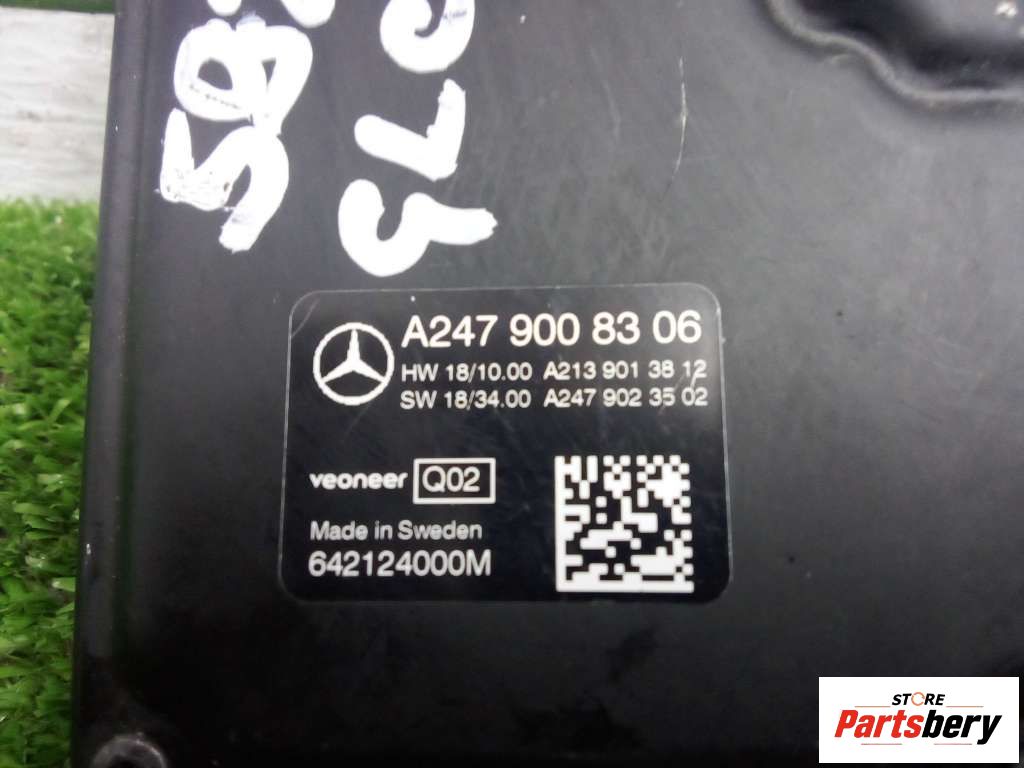 A247 900 83 06
HW 18/10.00 A213 901 38 12
SW 18/34.00 A247 902 35 02
veoneer Q02
Made in Sweden
642124000M
STORE
Partsbery